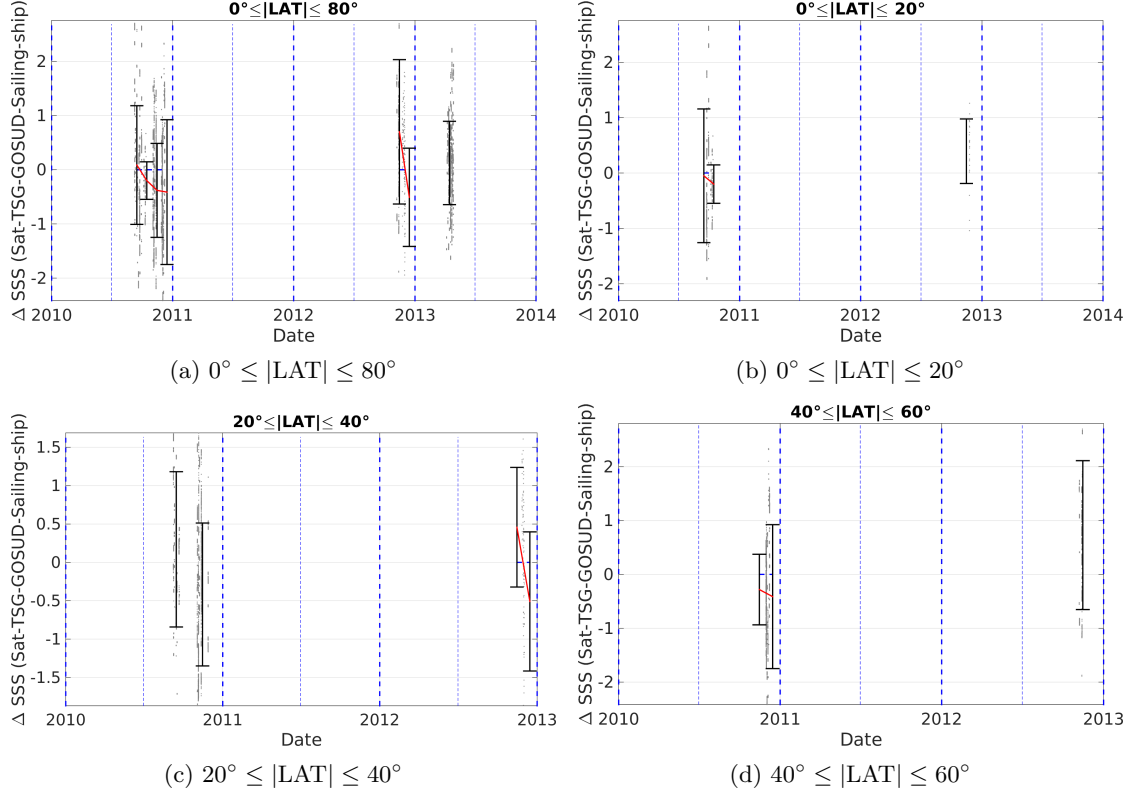 0°≤|LAT|≤ 80°
Δ SSS (Sat-TSG-GOSUD-Sailing-ship)
2
1
0
-1
-2
2010 2011 2012 2013 2014
Date
(a) 0° ≤ |LAT| ≤ 80°
0°≤|LAT|≤ 20°
Δ SSS (Sat-TSG-GOSUD-Sailing-ship)
2
1
0
-1
-2
2010 2011 2012 2013 2014
Date
(b) 0° ≤ |LAT| ≤ 20°
20°≤|LAT|≤ 40°
Δ SSS (Sat-TSG-GOSUD-Sailing-ship)
1.5
1
0.5
0
-0.5
-1
-1.5
2010 2011 2012 2013
Date
(c) 20° ≤ |LAT| ≤ 40°
40°≤|LAT|≤ 60°
Δ SSS (Sat-TSG-GOSUD-Sailing-ship)
2
1
0
-1
-2
2010 2011 2012 2013
Date
(d) 40° ≤ |LAT| ≤ 60°